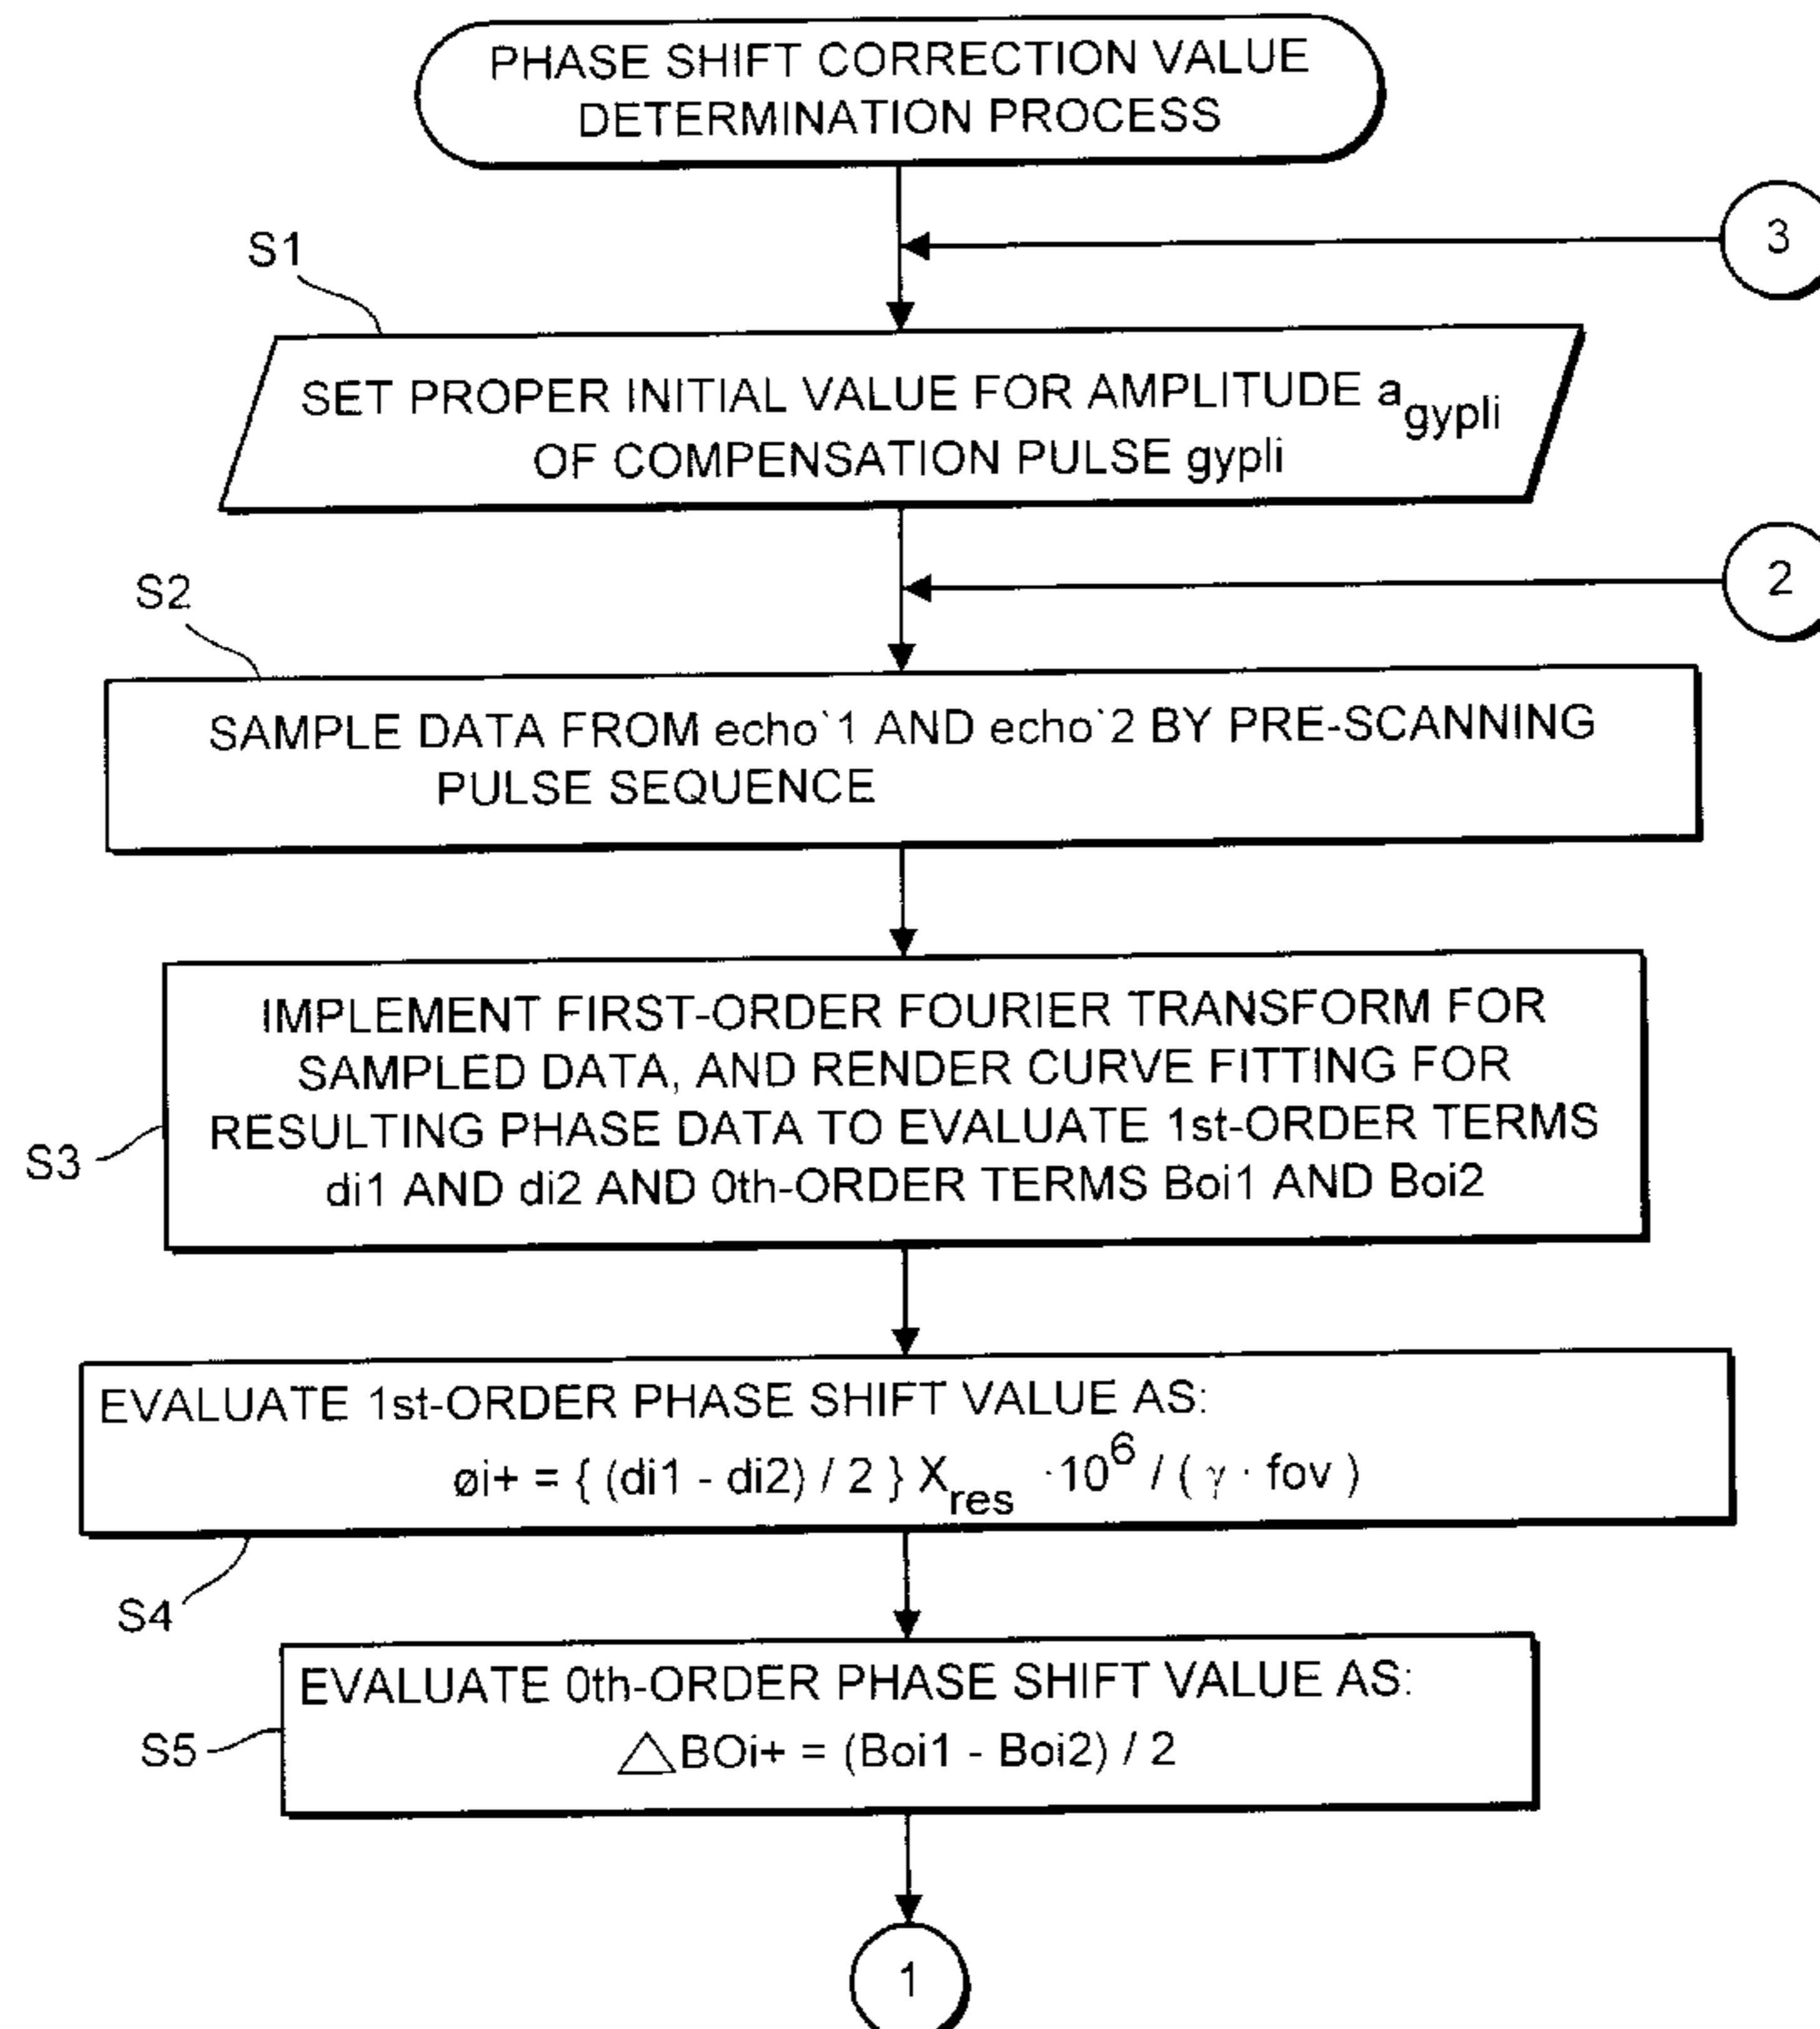 PHASE SHIFT CORRECTION VALUE
DETERMINATION PROCESS
3
S1
SET PROPER INITIAL VALUE FOR AMPLITUDE a_gypli
OF COMPENSATION PULSE gypli
2
S2
SAMPLE DATA FROM echo`1 AND echo`2 BY PRE-SCANNING
PULSE SEQUENCE
IMPLEMENT FIRST-ORDER FOURIER TRANSFORM FOR
SAMPLED DATA, AND RENDER CURVE FITTING FOR
RESULTING PHASE DATA TO EVALUATE 1st-ORDER TERMS
di1 AND di2 AND 0th-ORDER TERMS Boi1 AND Boi2
S3
EVALUATE 1st-ORDER PHASE SHIFT VALUE AS:
øi+ = { (di1 - di2) / 2 } X_res ·10^6 / ( γ · fov )
S4
EVALUATE 0th-ORDER PHASE SHIFT VALUE AS:
S5
△BOi+ = (Boi1 - Boi2) / 2
1